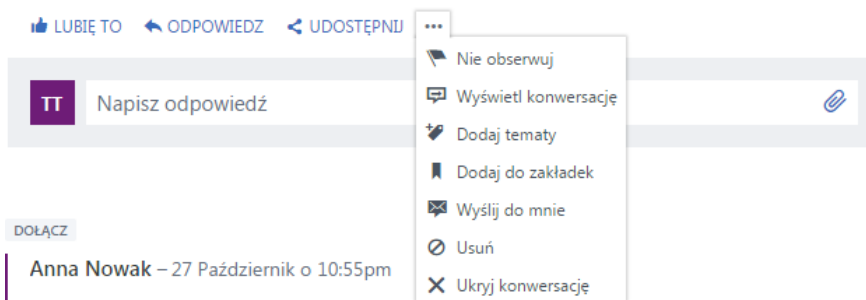 LUBIĘ TO ODPOWIEDZ UDOSTĘPNIJ
Nie obserwuj
TT Napisz odpowiedź
Wyświetl konwersację
Dodaj tematy
Dodaj do zakładek
Wyślij do mnie
DOŁĄCZ
Usuń
Anna Nowak – 27 Październik o 10:55pm
Ukryj konwersację